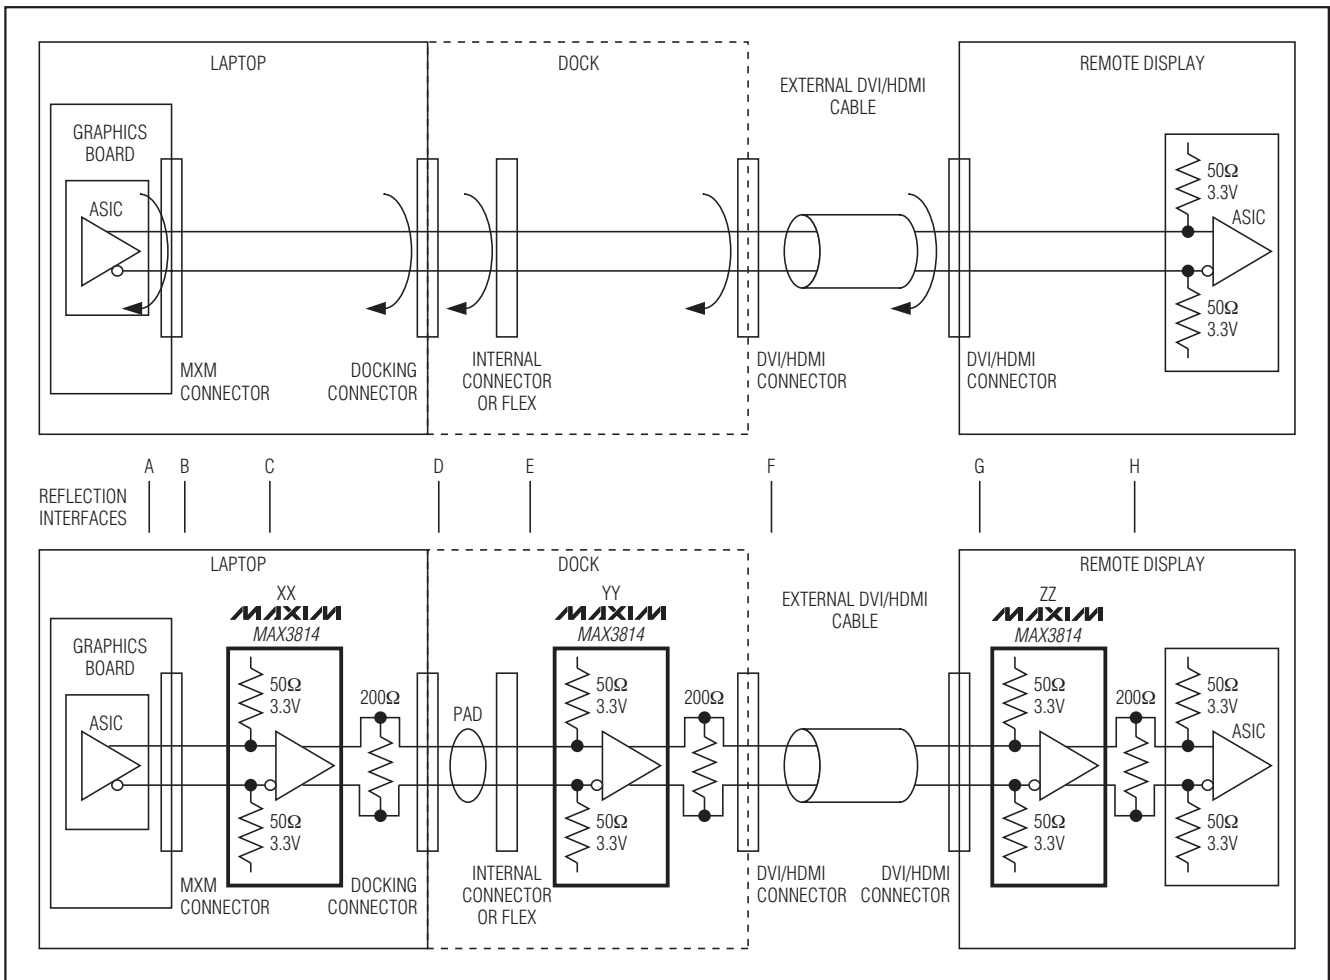 LAPTOP
DOCK
REMOTE DISPLAY
EXTERNAL DVI/HDMI
CABLE
GRAPHICS
BOARD
ASIC
50Ω
3.3V
ASIC
50Ω
3.3V
MXM
CONNECTOR
DOCKING
CONNECTOR
INTERNAL
CONNECTOR
OR FLEX
DVI/HDMI
CONNECTOR
DVI/HDMI
CONNECTOR
REFLECTION
INTERFACES
A
B
C
D
E
F
G
H
LAPTOP
DOCK
REMOTE DISPLAY
XX
MAXIM
MAX3814
YY
MAXIM
MAX3814
EXTERNAL DVI/HDMI
CABLE
ZZ
MAXIM
MAX3814
GRAPHICS
BOARD
ASIC
50Ω
3.3V
200Ω
PAD
50Ω
3.3V
200Ω
50Ω
3.3V
200Ω
50Ω
3.3V
ASIC
50Ω
3.3V
50Ω
3.3V
50Ω
3.3V
50Ω
3.3V
MXM
CONNECTOR
DOCKING
CONNECTOR
INTERNAL
CONNECTOR
OR FLEX
DVI/HDMI
CONNECTOR
DVI/HDMI
CONNECTOR